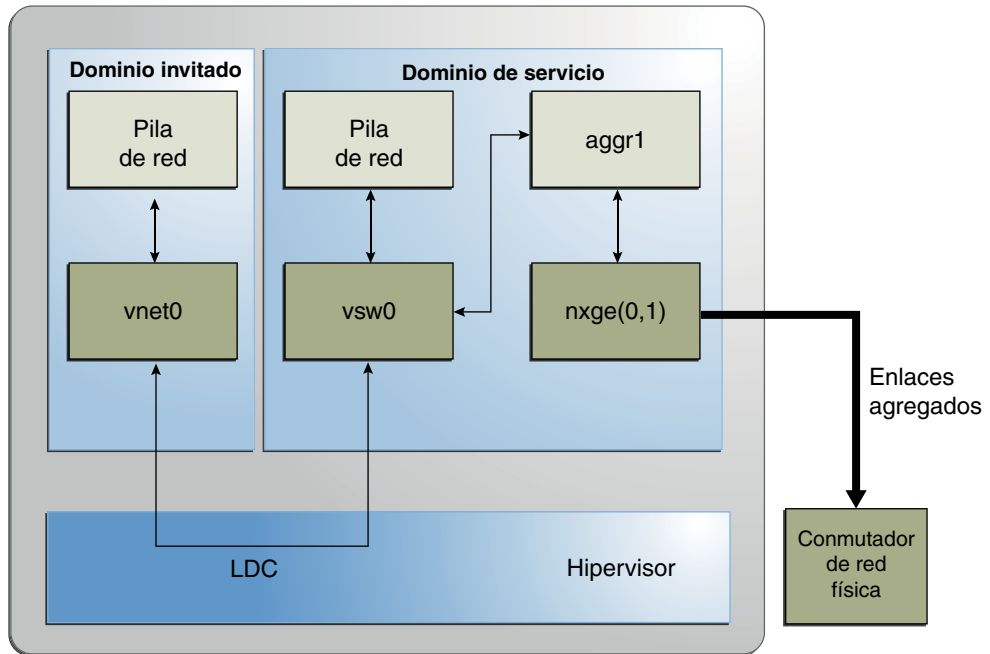 Dominio invitado
Dominio de servicio
Pila
de red
Pila
de red
aggr1
vnet0
vsw0
nxge(0,1)
Enlaces
agregados
LDC
Hipervisor
Conmutador
de red
física